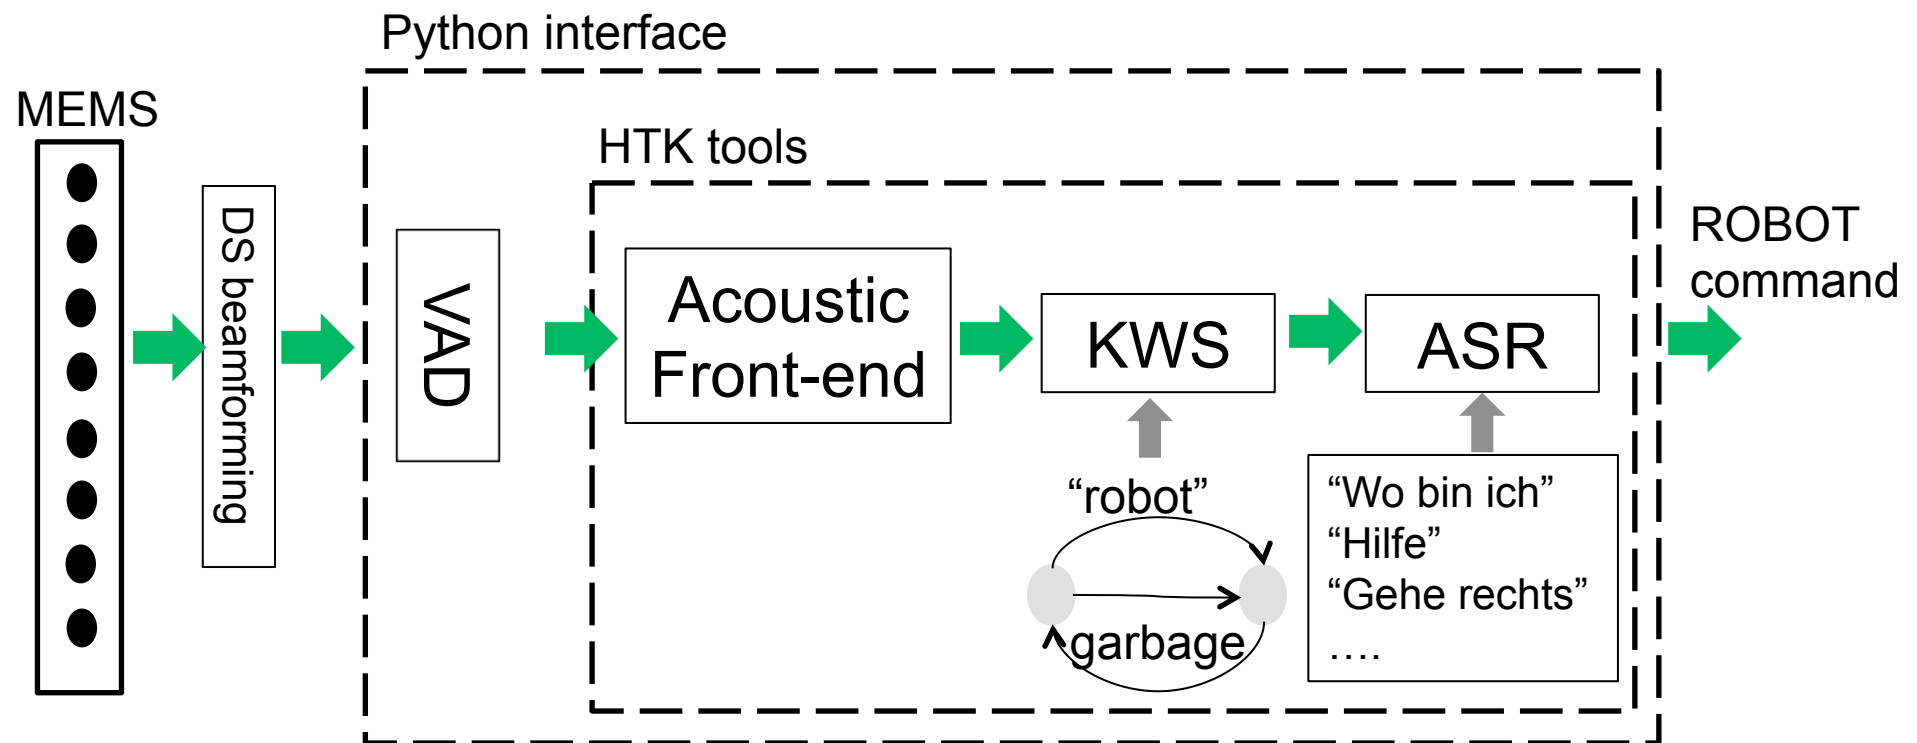 Python interface
MEMS
HTK tools
DS beamforming
VAD
Acoustic
Front-end
KWS
ASR
ROBOT
command
“robot”
garbage
“Wo bin ich”
“Hilfe”
“Gehe rechts”
….